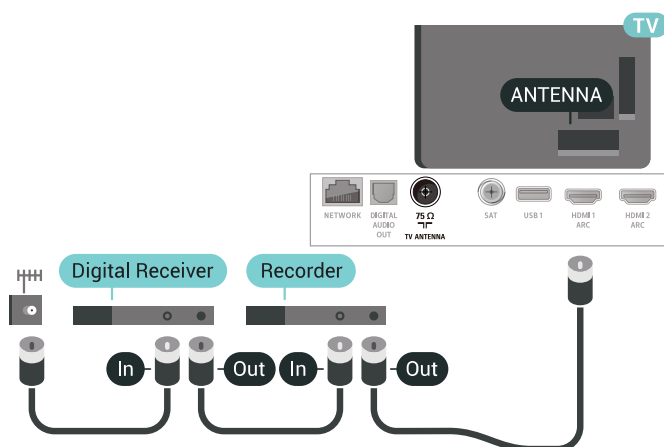 TV
ANTENNA
NETWORK
DIGITAL
AUDIO
OUT
75 Ω
TV ANTENNA
SAT
USB 1
HDMI 1
ARC
HDMI 2
ARC
Digital Receiver
Recorder
In
Out
In
Out